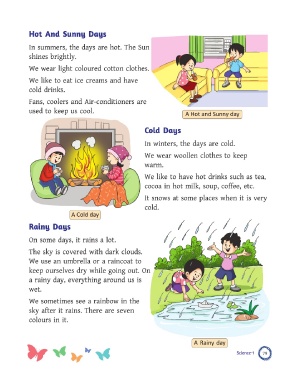 Hot And Sunny Days
In summers, the days are hot. The Sun
shines brightly.
We wear light coloured cotton clothes.
We like to eat ice creams and have
cold drinks.
Fans, coolers and Air-conditioners are
used to keep us cool.
A Hot and Sunny day
Cold Days
In winters, the days are cold.
We wear woollen clothes to keep
warm.
We like to have hot drinks such as tea,
cocoa in hot milk, soup, coffee, etc.
It snows at some places when it is very
cold.
A Cold day
Rainy Days
On some days, it rains a lot.
The sky is covered with dark clouds.
We use an umbrella or a raincoat to
keep ourselves dry while going out. On
a rainy day, everything around us is
wet.
We sometimes see a rainbow in the
sky after it rains. There are seven
colours in it.
A Rainy day
Science-1